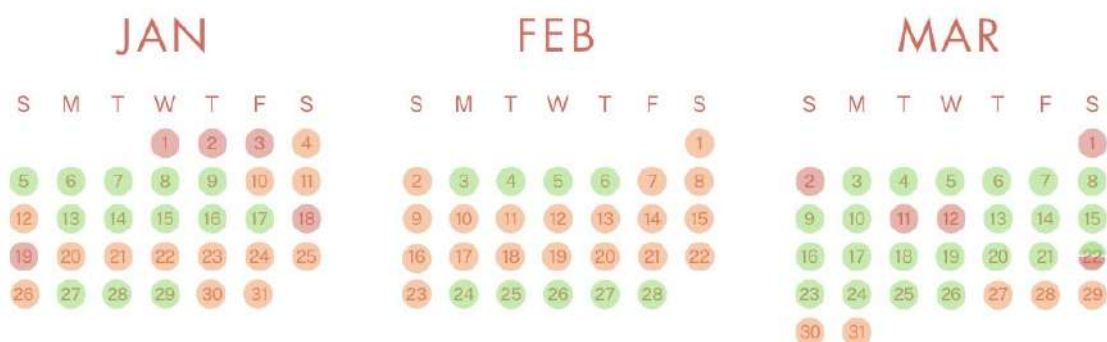 JAN
S M T W T F S
1 2 3 4
5 6 7 8 9 10 11
12 13 14 15 16 17 18
19 20 21 22 23 24 25
26 27 28 29 30 31
FEB
S M T W T F S
1
2 3 4 5 6 7 8
9 10 11 12 13 14 15
16 17 18 19 20 21 22
23 24 25 26 27 28
MAR
S M T W T F S
1
2 3 4 5 6 7 8
9 10 11 12 13 14 15
16 17 18 19 20 21 22
23 24 25 26 27 28 29
30 31